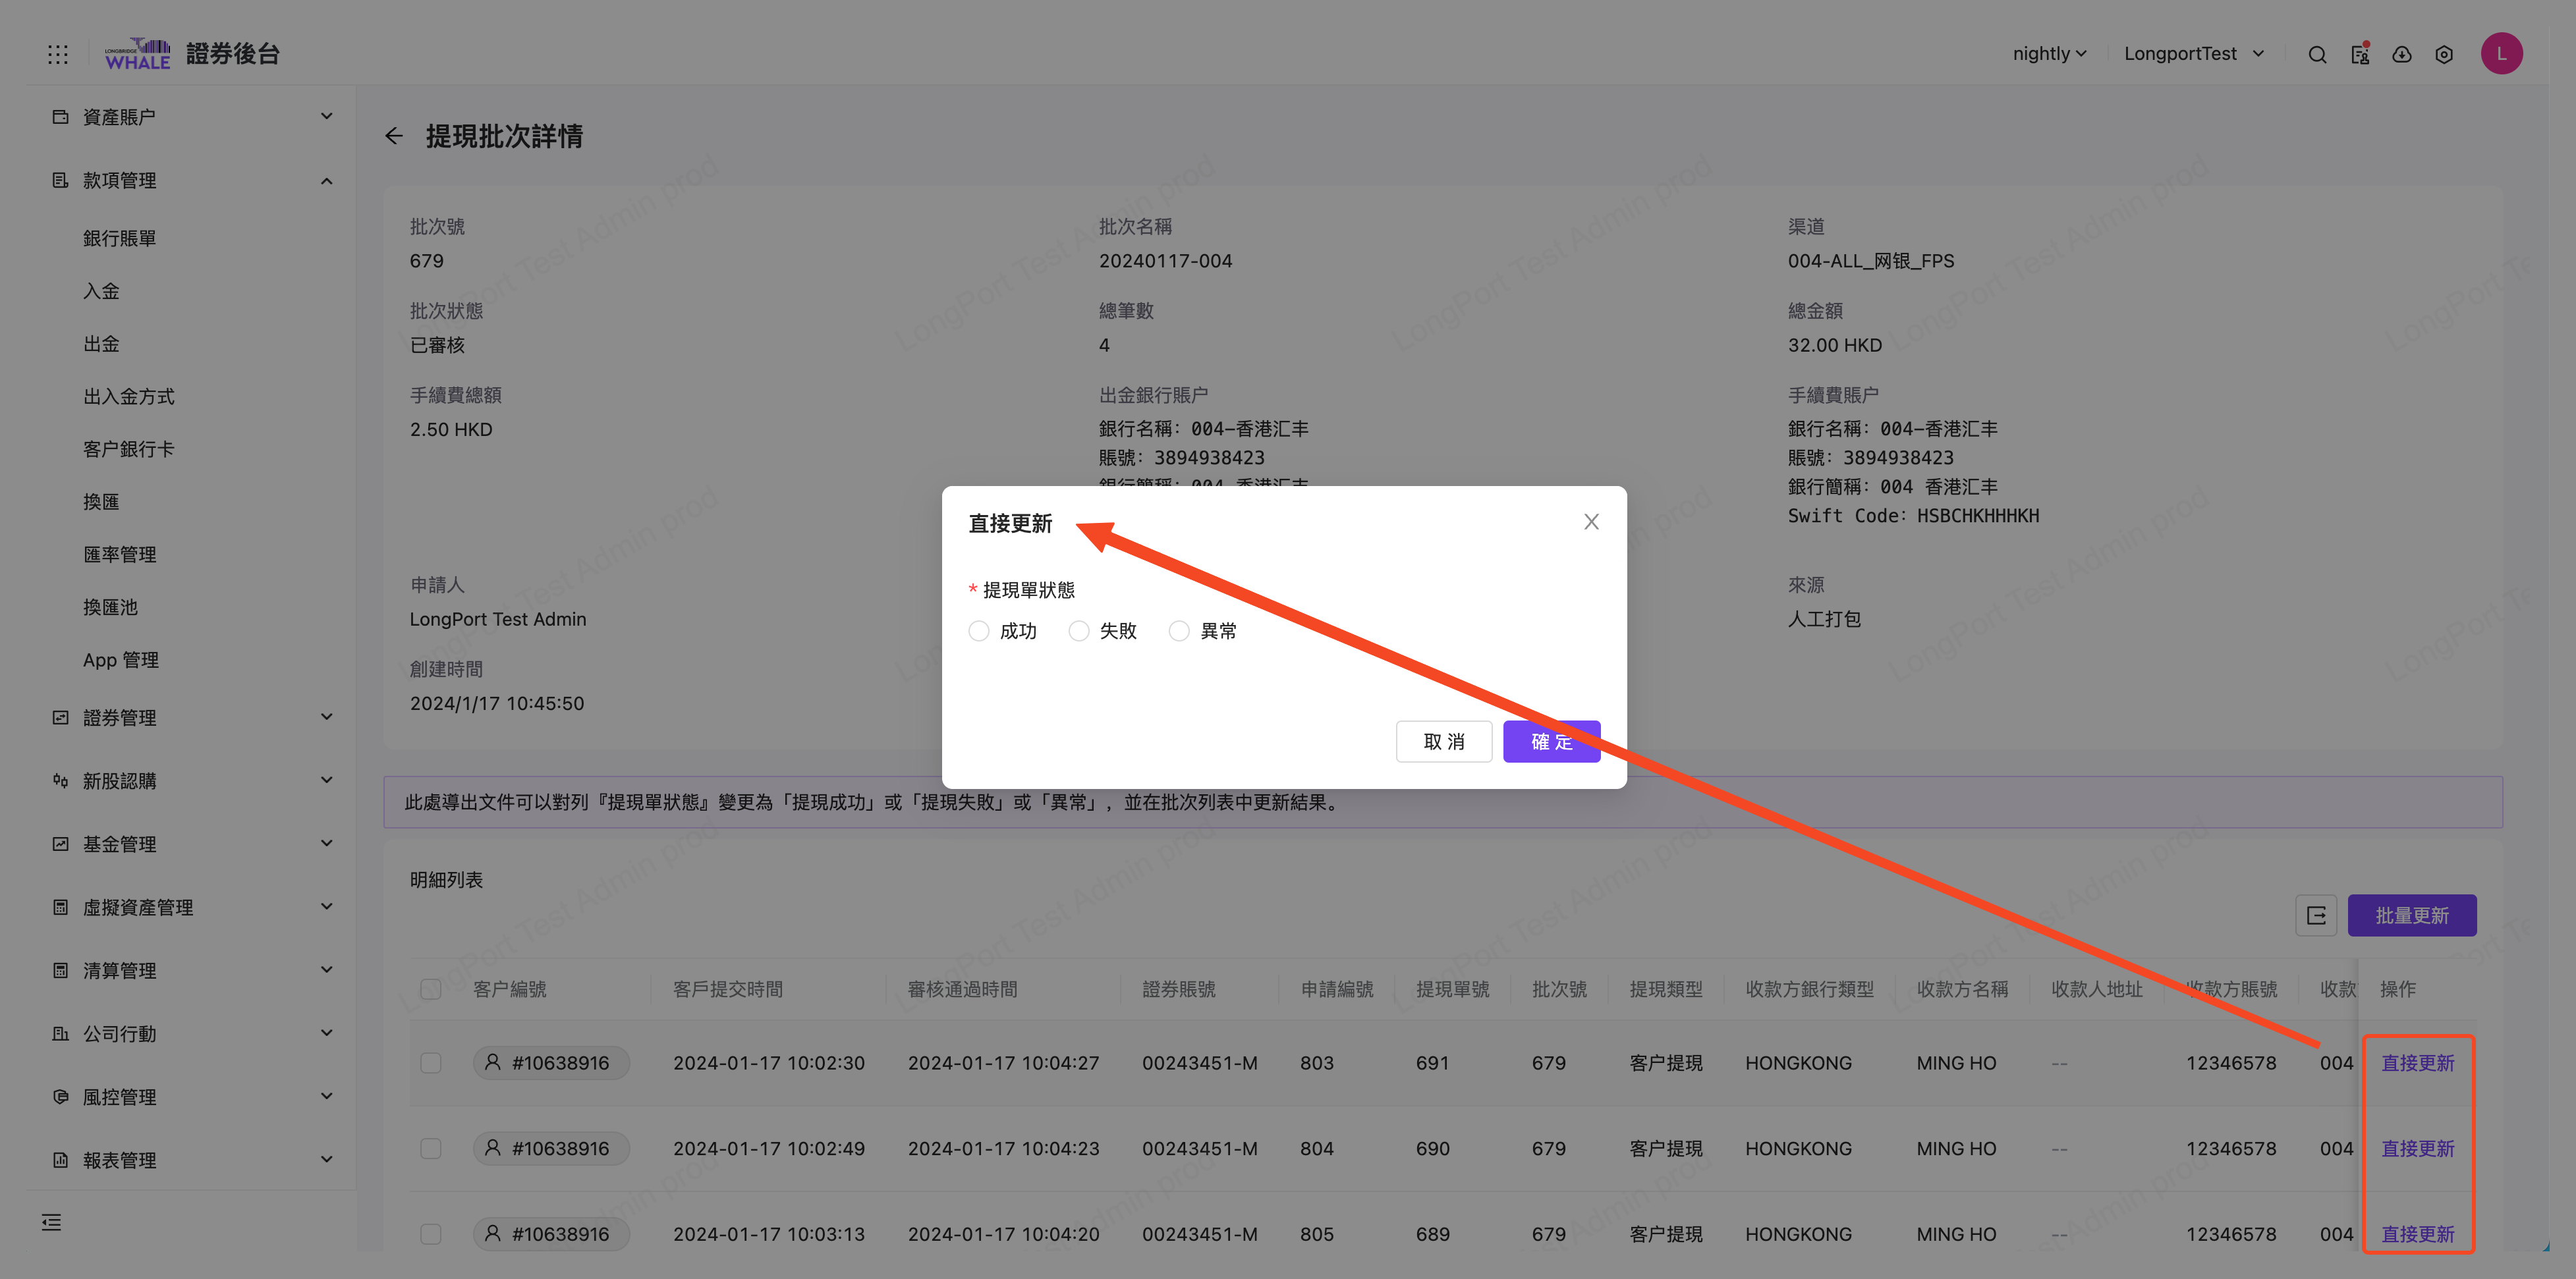 LONGBRIDGE
WHALE
證券後台
nightly
LongportTest
L
資產賬户
款項管理
銀行賬單
入金
出金
出入金方式
客户銀行卡
換匯
匯率管理
換匯池
App 管理
證券管理
新股認購
基金管理
虛擬資產管理
清算管理
公司行動
風控管理
報表管理
提現批次詳情
批次號
679
批次名稱
20240117-004
渠道
004-ALL_网银_FPS
批次狀態
已審核
總筆數
4
總金額
32.00 HKD
手續費總額
2.50 HKD
出金銀行賬户
銀行名稱: 004-香港汇丰
賬號: 3894938423
銀行簡稱: 004 香港汇丰
手續費賬户
銀行名稱: 004-香港汇丰
賬號: 3894938423
銀行簡稱: 004 香港汇丰
Swift Code: HSBCHKHHHKH
申請人
LongPort Test Admin
來源
人工打包
創建時間
2024/1/17 10:45:50
直接更新
* 提現單狀態
成功 失敗 異常
取 消 確 定
此處導出文件可以對列『提現單狀態』變更為「提現成功」或「提現失敗」或「異常」，並在批次列表中更新結果。
明細列表
批量更新
客户編號 客戶提交時間 審核通過時間 證券賬號 申請編號 提現單號 批次號 提現類型 收款方銀行類型 收款方名稱 收款人地址 收款方賬號 收款 操作
#10638916 2024-01-17 10:02:30 2024-01-17 10:04:27 00243451-M 803 691 679 客户提現 HONGKONG MING HO -- 12346578 004 直接更新
#10638916 2024-01-17 10:02:49 2024-01-17 10:04:23 00243451-M 804 690 679 客户提現 HONGKONG MING HO -- 12346578 004 直接更新
#10638916 2024-01-17 10:03:13 2024-01-17 10:04:20 00243451-M 805 689 679 客户提現 HONGKONG MING HO -- 12346578 004 直接更新
LongPort Test Admin prod